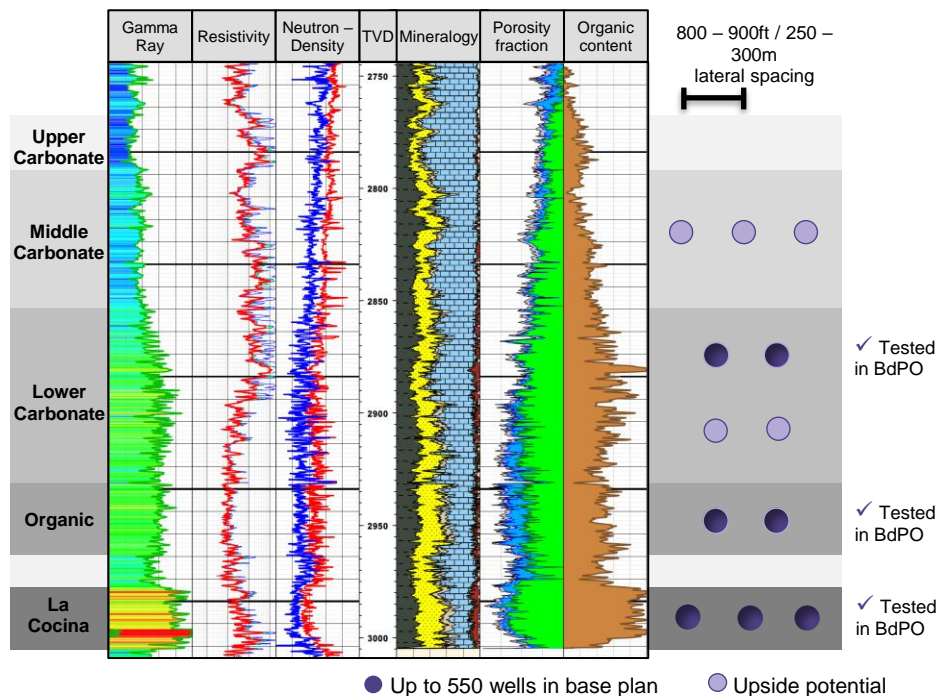 Gamma
Ray
Resistivity
Neutron –
Density
TVD
Mineralogy
Porosity
fraction
Organic
content
800 – 900ft / 250 –
300m
lateral spacing
2750
Upper
Carbonate
2800
Middle
Carbonate
2850
✓ Tested
in BdPO
Lower
Carbonate
2900
Organic
2950
✓ Tested
in BdPO
La
Cocina
3000
✓ Tested
in BdPO
Up to 550 wells in base plan
Upside potential